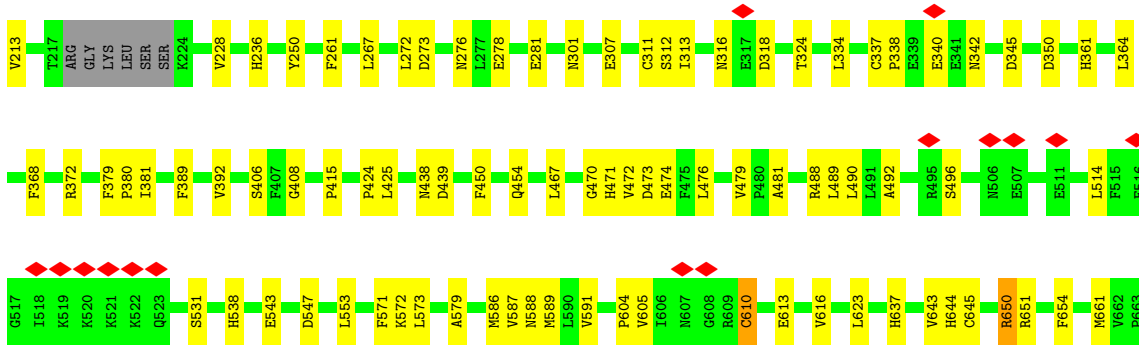 V213 T217 ARG GLY LYS LEU SER SER K224 V228 H236 Y250 F261 L267 L272 D273 N276 L277 E278 E281 N301 E307 C311 S312 I313 N316 E317 D318 T324 L334 C337 P338 E339 E340 E341 N342 D345 D350 H361 L364
F368 R372 F379 P380 I381 F389 V392 S406 F407 G408 P415 P424 L425 N438 D439 F450 Q454 L467 G470 H471 V472 D473 E474 F475 L476 V479 P480 A481 R488 L489 L490 L491 A492 R495 S496 N506 E507 E511 L514 F515
G517 I518 K519 K520 K521 K522 Q523 S531 H538 E543 D547 L553 F571 K572 L573 A579 M586 V587 N588 M589 L590 V591 P604 V605 I606 N607 G608 R609 C610 E613 V616 L623 H637 V643 H644 C645 R650 R651 F654 M661 V662